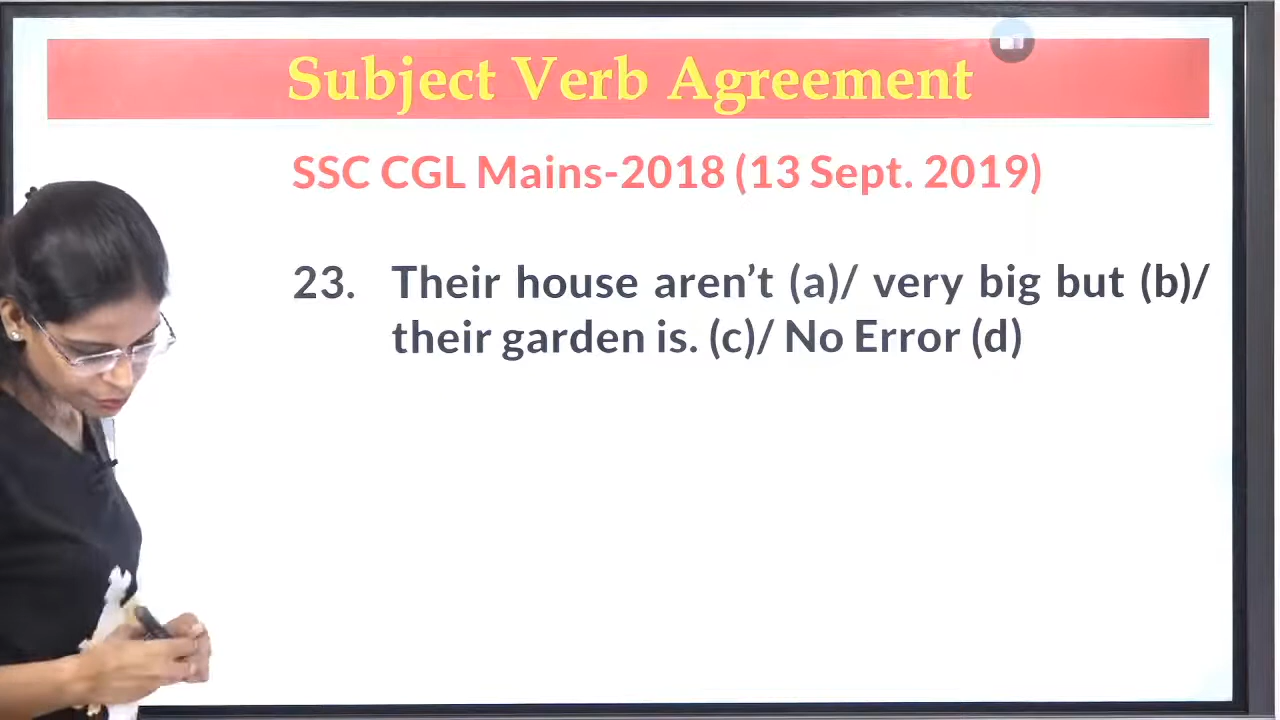 Subject Verb Agreement
SSC CGL Mains-2018 (13 Sept. 2019)
23. Their house aren’t (a)/ very big but (b)/
their garden is. (c)/ No Error (d)